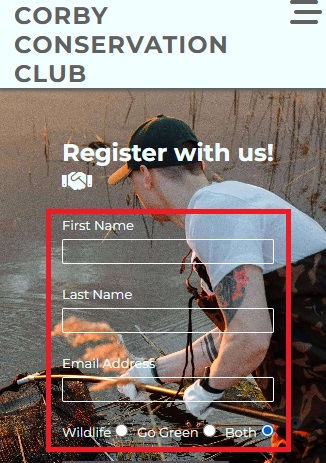 CORBY
CONSERVATION
CLUB
Register with us!
First Name
Last Name
Email Address
Wildlife Go Green Both